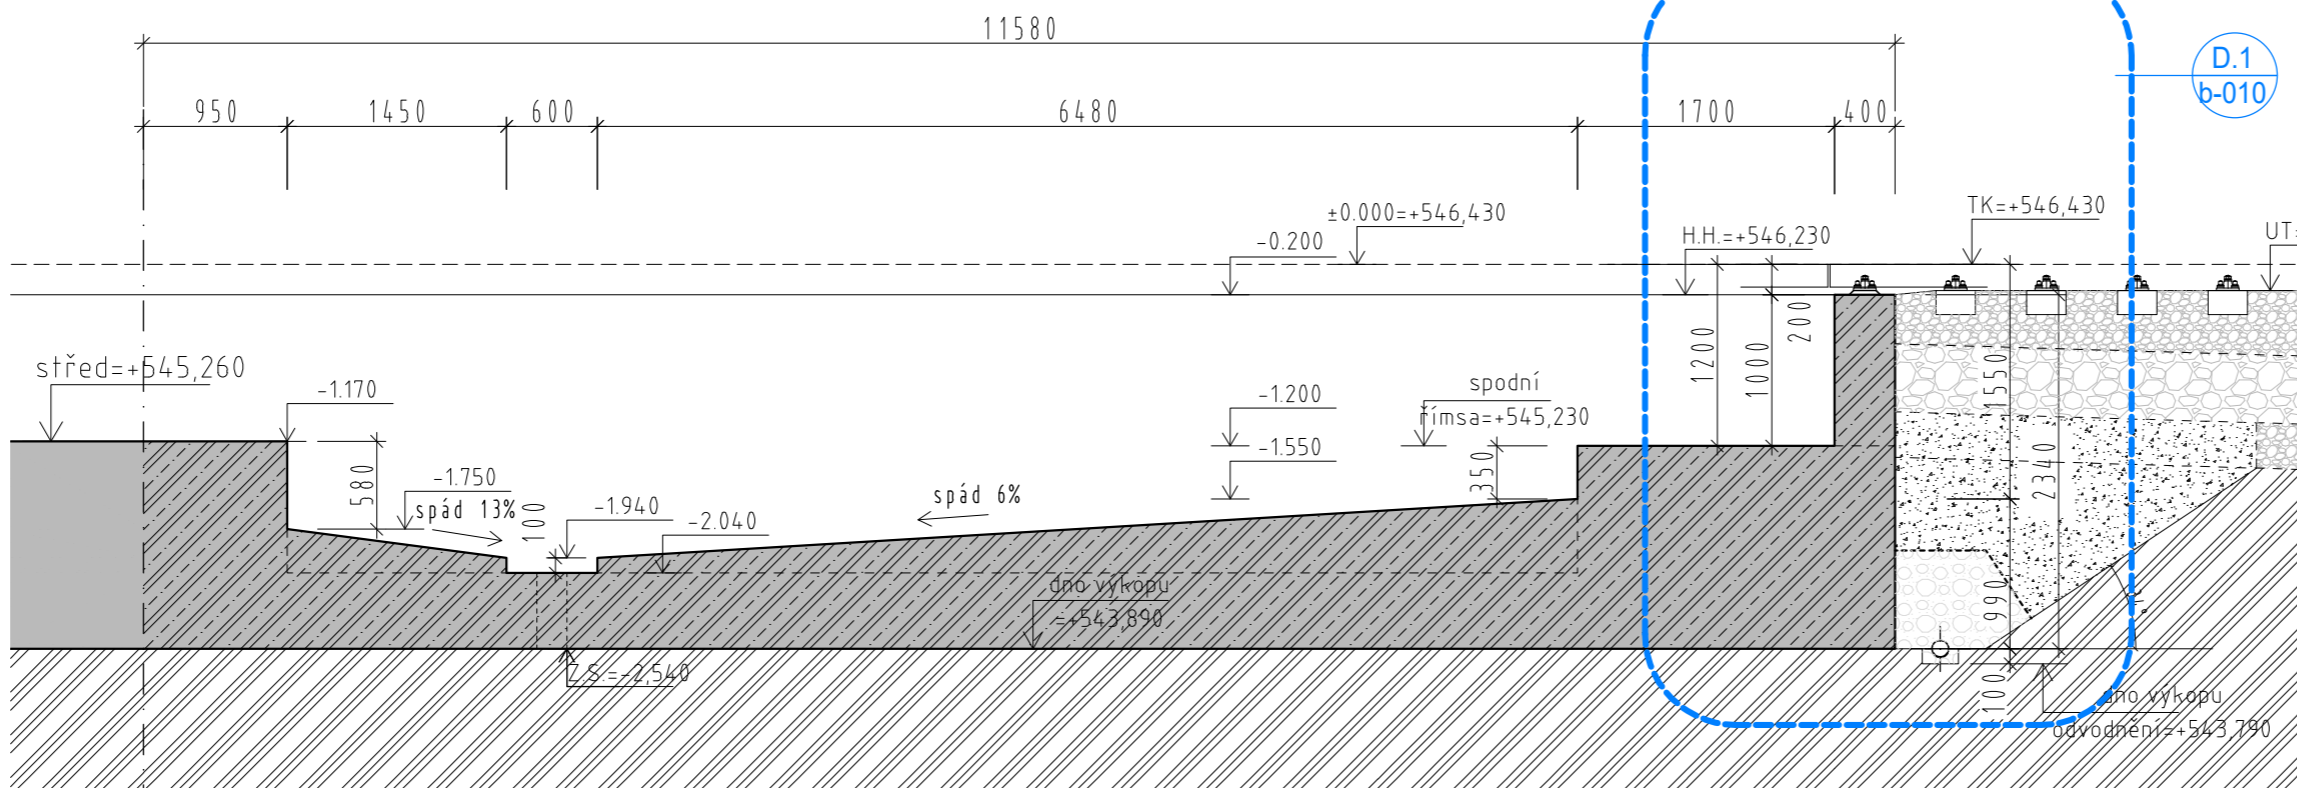 11580
D.1
b-010
950
1450
600
6480
1700
400
TK=+546,430
±0.000=+546,430
H.H.=+546,230
-0.200
200
1200
1000
1550
střed=+545,260
-1.170
-1.200
spodní
římsa=+545,230
-1.550
350
580
-1.750
spád 13%
100
-1.940
-2.040
spád 6%
2340
990
dno výkopu
=+543,890
Z.S.=-2,540
100
dno výkopu
odvodnění=+543,790